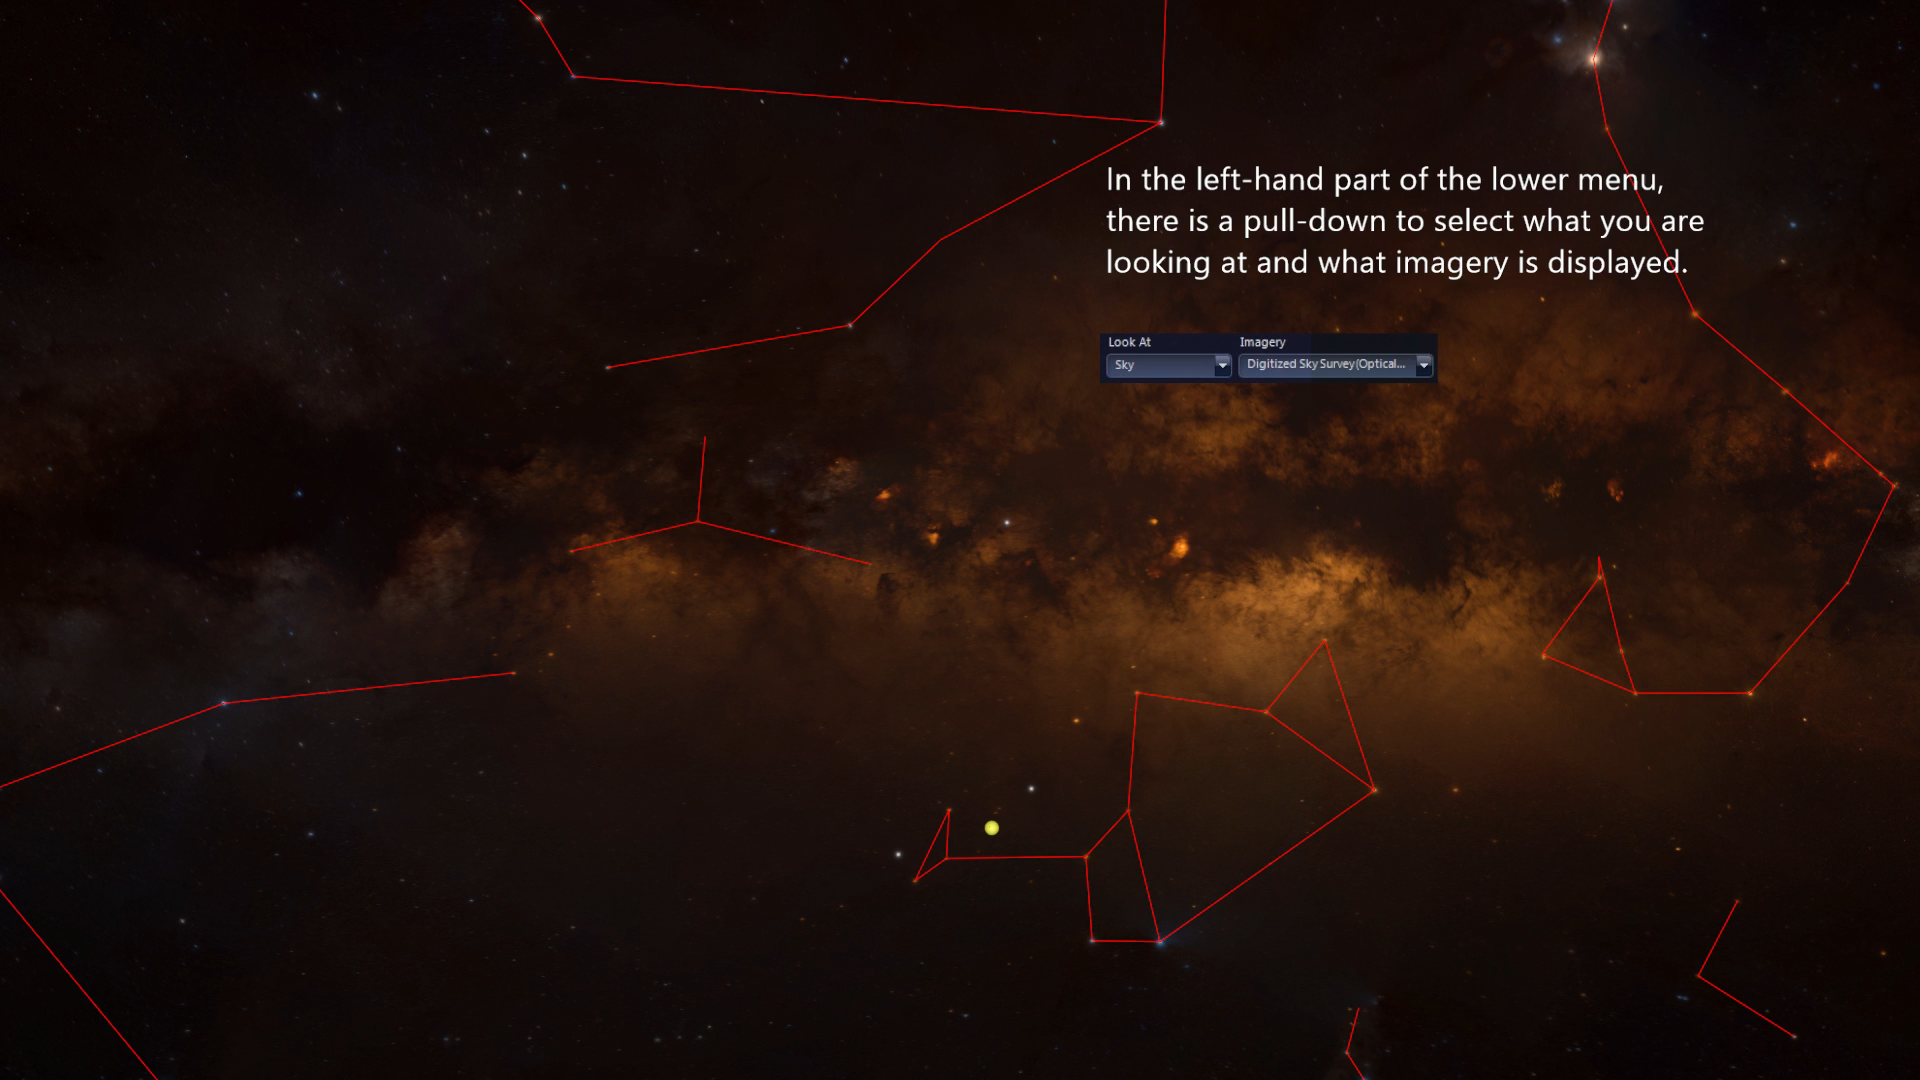 In the left-hand part of the lower menu,
there is a pull-down to select what you are
looking at and what imagery is displayed.
Look At Imagery
Sky Digitized Sky Survey(Optical...